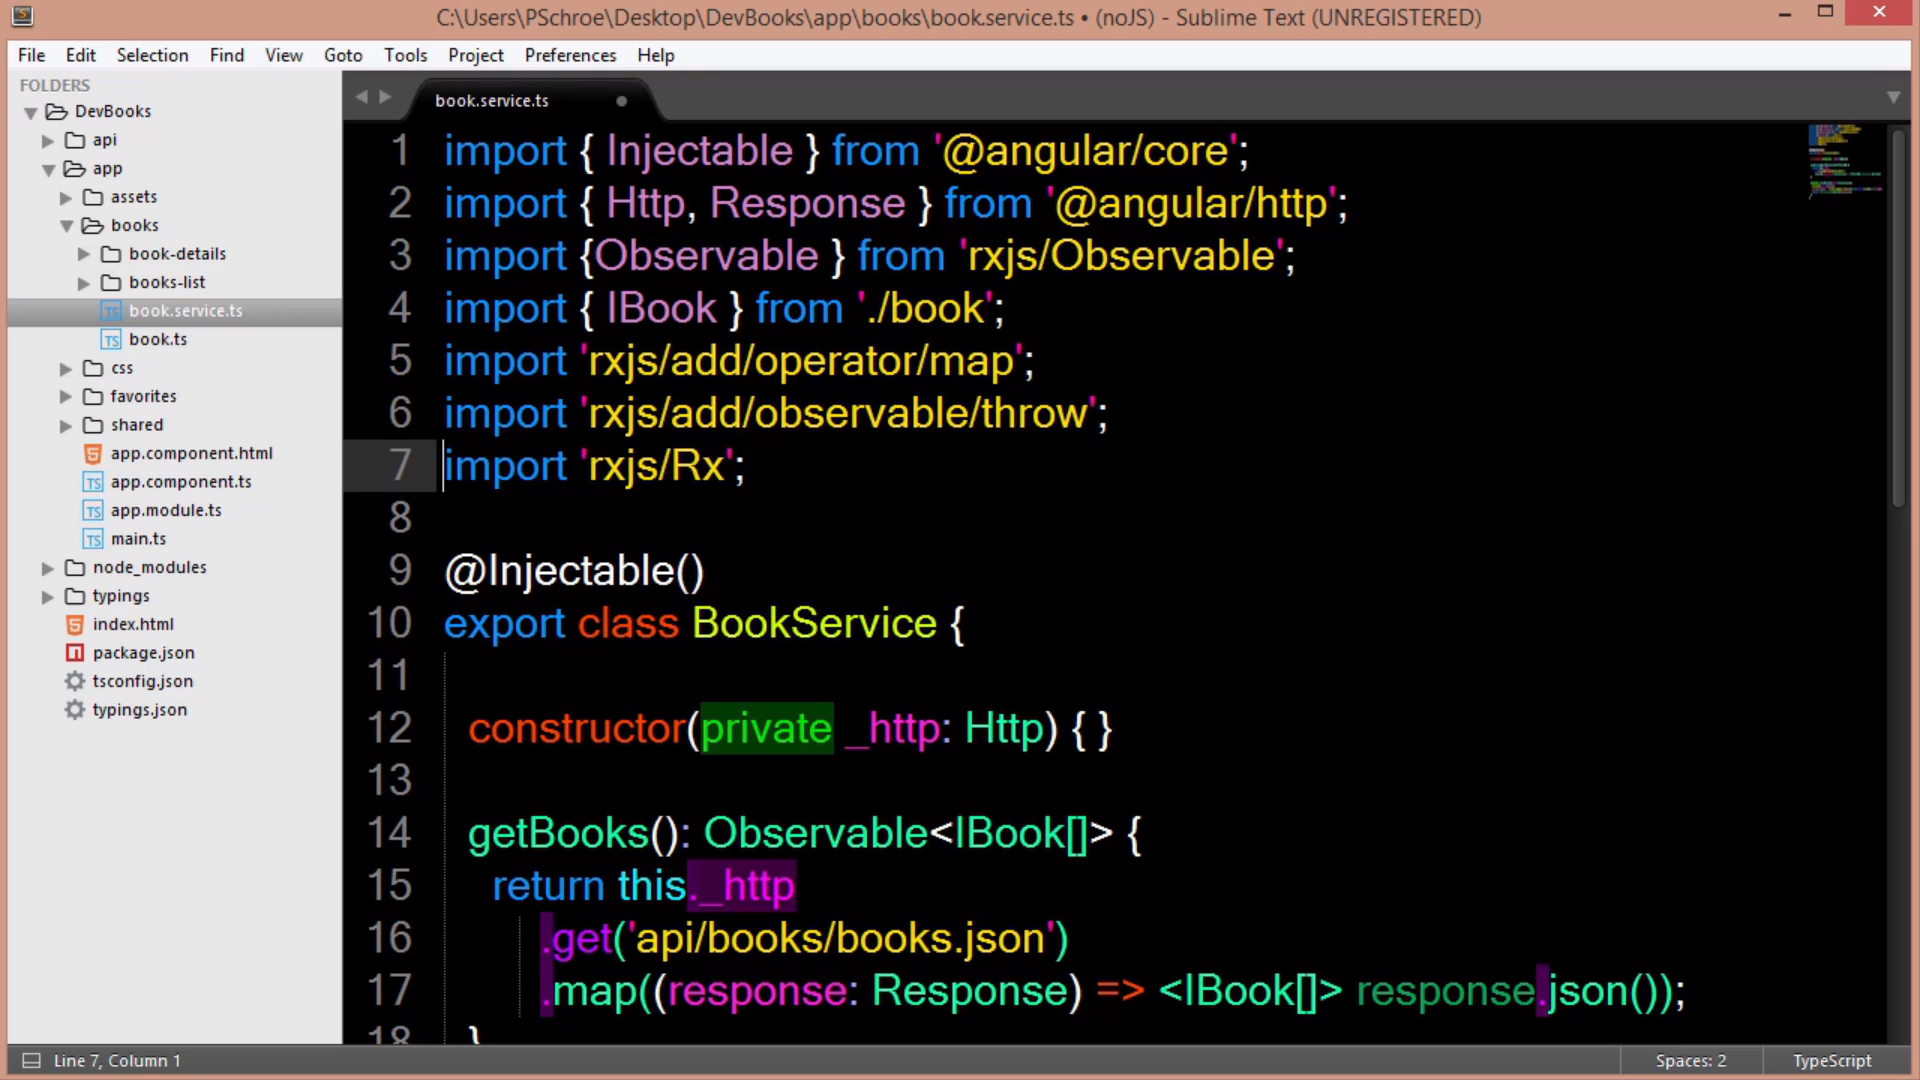 C:\Users\PSchroe\Desktop\DevBooks\app\books\book.service.ts • (noJS) - Sublime Text (UNREGISTERED)
File Edit Selection Find View Goto Tools Project Preferences Help
FOLDERS
DevBooks
api
app
assets
books
book-details
books-list
book.service.ts
book.ts
css
favorites
shared
app.component.html
app.component.ts
app.module.ts
main.ts
node_modules
typings
index.html
package.json
tsconfig.json
typings.json
book.service.ts
1 import { Injectable } from '@angular/core';
2 import { Http, Response } from '@angular/http';
3 import {Observable } from 'rxjs/Observable';
4 import { IBook } from './book';
5 import 'rxjs/add/operator/map';
6 import 'rxjs/add/observable/throw';
7 import 'rxjs/Rx';
8
9 @Injectable()
10 export class BookService {
11
12 constructor(private _http: Http) { }
13
14 getBooks(): Observable<IBook[]> {
15 return this._http
16 .get('api/books/books.json')
17 .map((response: Response) => <IBook[]> response.json());
18 }
Line 7, Column 1
Spaces: 2
TypeScript